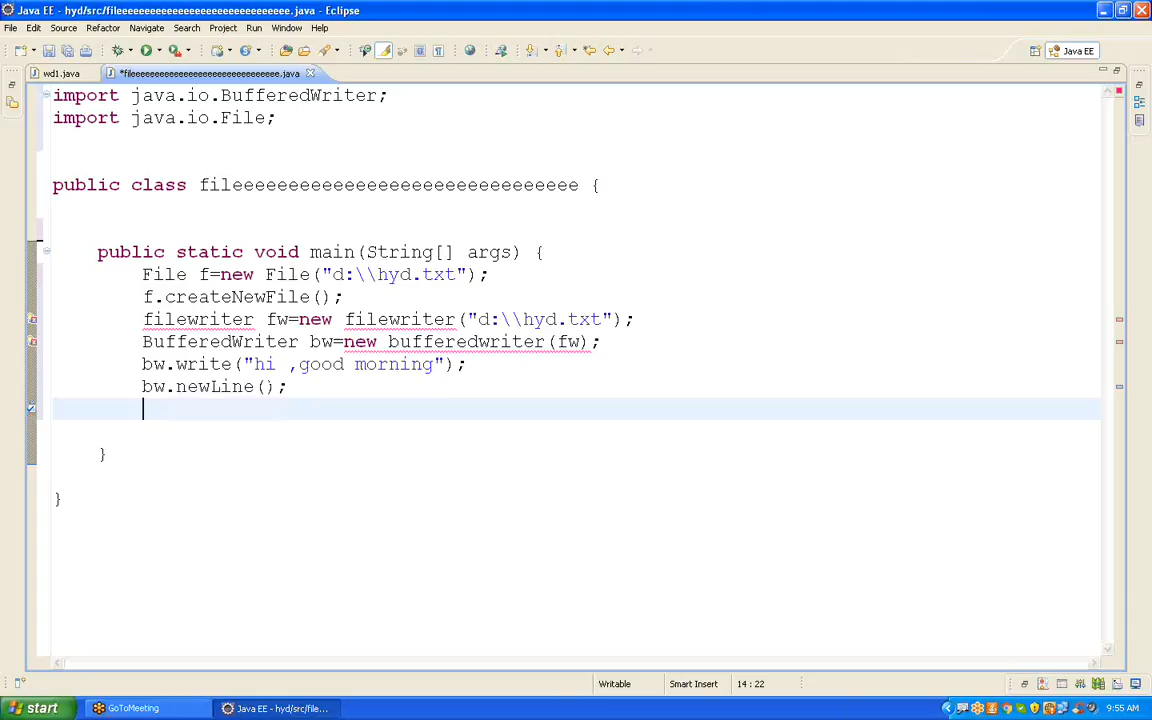 Java EE - hyd/src/fileeeeeeeeeeeeeeeeeeeeeeeeeeeeeee.java - Eclipse
File Edit Source Refactor Navigate Search Project Run Window Help
Java EE
wd1.java *fileeeeeeeeeeeeeeeeeeeeeeeeeeeeeee.java
import java.io.BufferedWriter;
import java.io.File;
public class fileeeeeeeeeeeeeeeeeeeeeeeeeeeeeee {
public static void main(String[] args) {
File f=new File("d:\\hyd.txt");
f.createNewFile();
filewriter fw=new filewriter("d:\\hyd.txt");
BufferedWriter bw=new bufferedwriter(fw);
bw.write("hi ,good morning");
bw.newLine();
}
}
Writable Smart Insert 14 : 22
start GoToMeeting Java EE - hyd/src/file... 9:55 AM